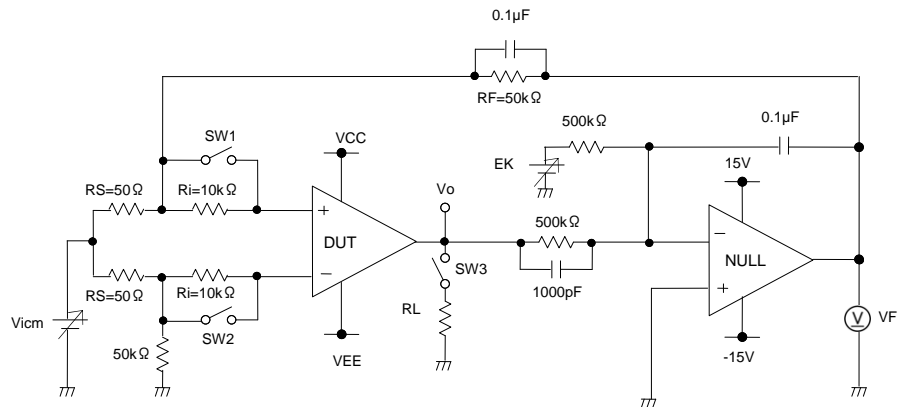 0.1μF
RF=50kΩ
0.1μF
500kΩ
SW1
VCC
EK
15V
RS=50Ω
Ri=10kΩ
Vo
+
DUT
500kΩ
−
NULL
−
SW3
+
RS=50Ω
Ri=10kΩ
1000pF
Vicm
SW2
RL
V
VF
50kΩ
VEE
-15V